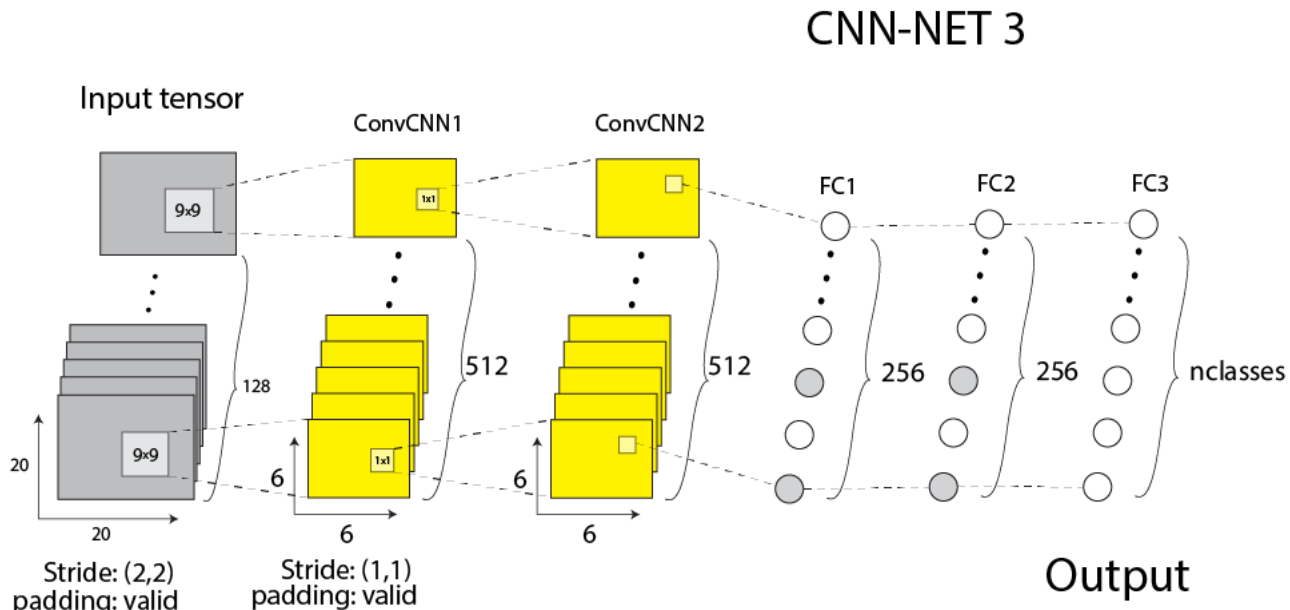 CNN-NET 3
Input tensor
ConvCNN1
ConvCNN2
FC1
FC2
FC3
9x9
1x1
128
512
512
256
256
nclasses
9x9
1x1
20
20
6
6
6
6
Stride: (2,2)
padding: valid
Stride: (1,1)
padding: valid
Output